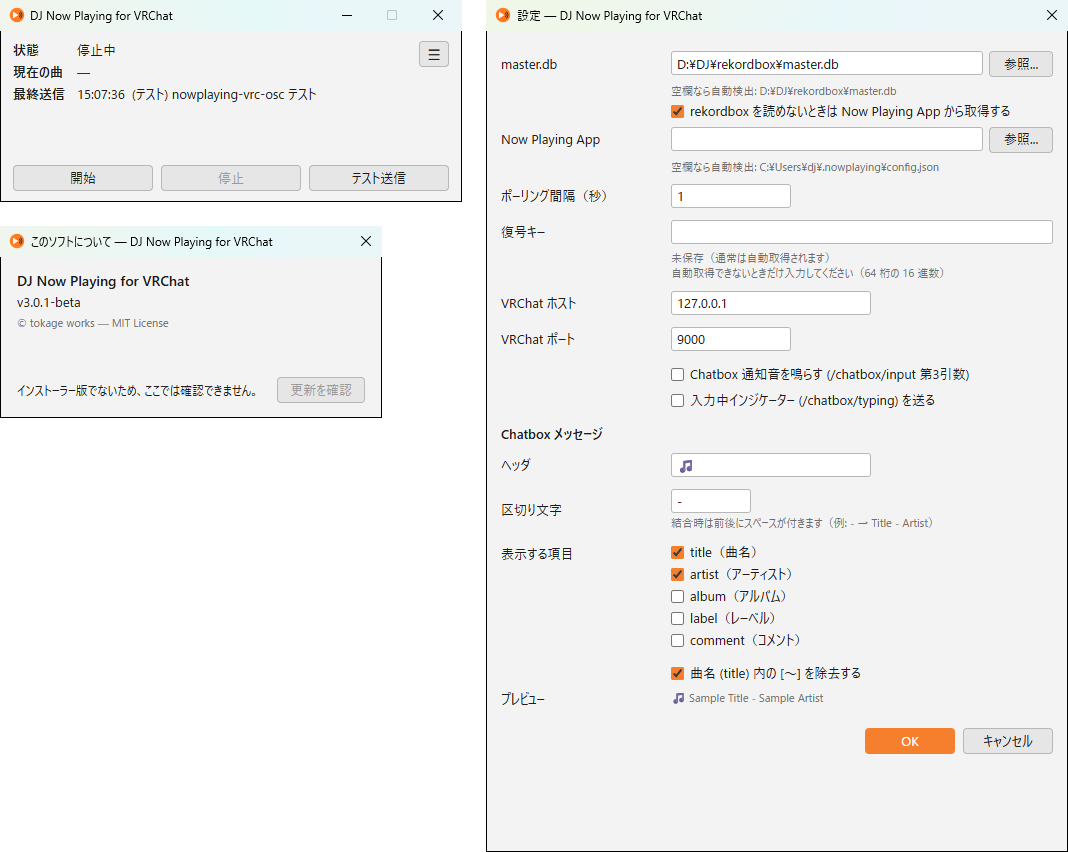 DJ Now Playing for VRChat
状態 停止中
現在の曲 —
最終送信 15:07:36 (テスト) nowplaying-vrc-osc テスト
開始 停止 テスト送信
このソフトについて — DJ Now Playing for VRChat
DJ Now Playing for VRChat
v3.0.1-beta
© tokage works — MIT License
インストーラー版でないため、ここでは確認できません。 更新を確認
設定 — DJ Now Playing for VRChat
master.db D:¥DJ¥rekordbox¥master.db 参照...
空欄なら自動検出: D:¥DJ¥rekordbox¥master.db
rekordbox を読めないときは Now Playing App から取得する
Now Playing App 参照...
空欄なら自動検出: C:¥Users¥dj¥.nowplaying¥config.json
ポーリング間隔（秒） 1
復号キー
未保存（通常は自動取得されます）
自動取得できないときだけ入力してください（64 桁の 16 進数）
VRChat ホスト 127.0.0.1
VRChat ポート 9000
Chatbox 通知音を鳴らす (/chatbox/input 第3引数)
入力中インジケーター (/chatbox/typing) を送る
Chatbox メッセージ
ヘッダ 🎵
区切り文字 -
結合時は前後にスペースが付きます（例: - → Title - Artist）
表示する項目 title（曲名）
artist（アーティスト）
album（アルバム）
label（レーベル）
comment（コメント）
曲名 (title) 内の [～] を除去する
プレビュー 🎵 Sample Title - Sample Artist
OK キャンセル